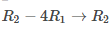 R₂ − 4R₁ → R₂